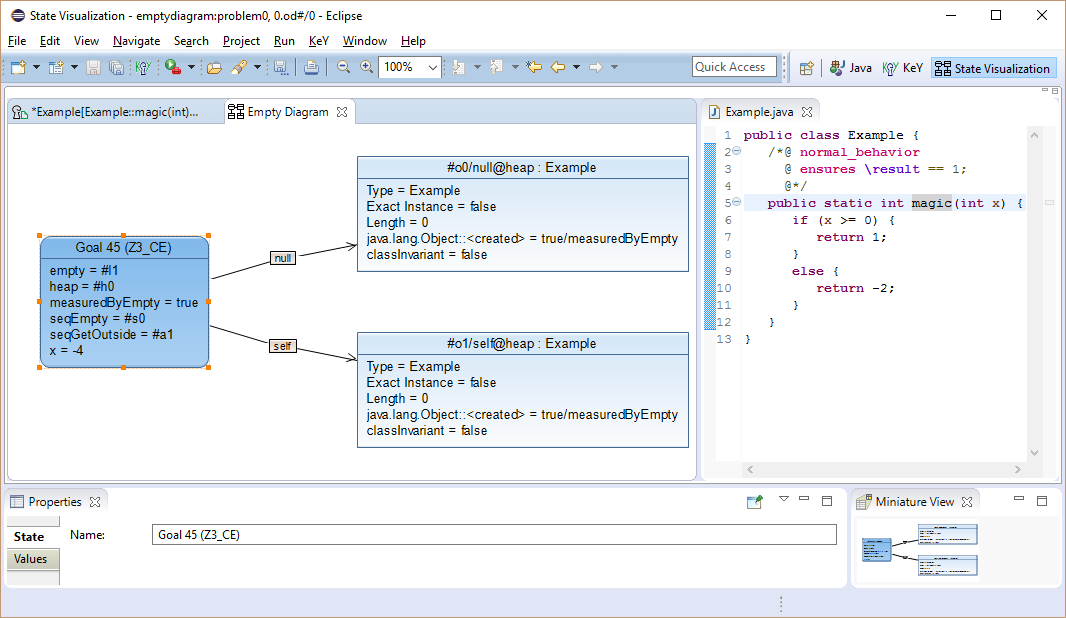 State Visualization - emptydiagram:problem0, 0.od#/0 - Eclipse
File Edit View Navigate Search Project Run KeY Window Help
100% Quick Access Java KeY State Visualization
*Example[Example::magic(int)...
Empty Diagram
Goal 45 (Z3_CE)
empty = #l1
heap = #h0
measuredByEmpty = true
seqEmpty = #s0
seqGetOutside = #a1
x = -4
null
self
#o0/null@heap : Example
Type = Example
Exact Instance = false
Length = 0
java.lang.Object::<created> = true/measuredByEmpty
classInvariant = false
#o1/self@heap : Example
Type = Example
Exact Instance = false
Length = 0
java.lang.Object::<created> = true/measuredByEmpty
classInvariant = false
Example.java
1 public class Example {
2 /*@ normal_behavior
3 @ ensures \result == 1;
4 @*/
5 public static int magic(int x) {
6 if (x >= 0) {
7 return 1;
8 }
9 else {
10 return -2;
11 }
12 }
13 }
Properties
State
Values
Name: Goal 45 (Z3_CE)
Miniature View